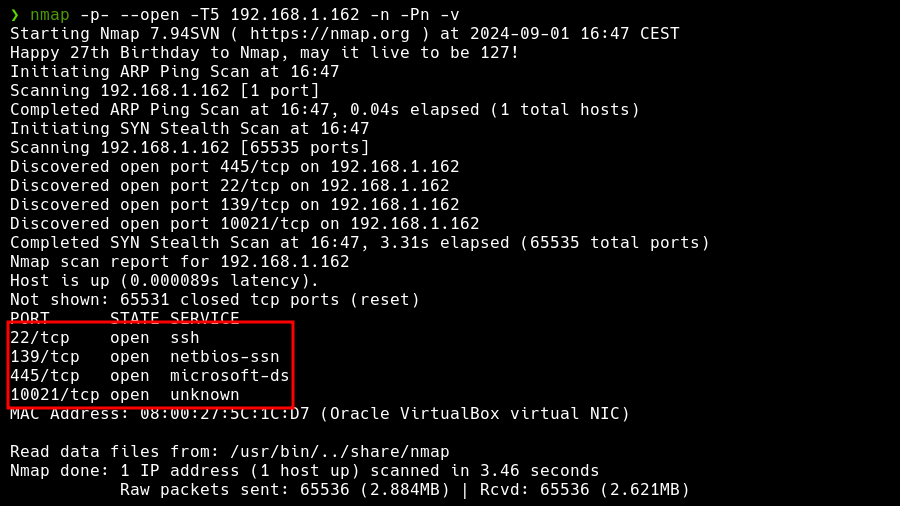 ❯ nmap -p- --open -T5 192.168.1.162 -n -Pn -v
Starting Nmap 7.94SVN ( https://nmap.org ) at 2024-09-01 16:47 CEST
Happy 27th Birthday to Nmap, may it live to be 127!
Initiating ARP Ping Scan at 16:47
Scanning 192.168.1.162 [1 port]
Completed ARP Ping Scan at 16:47, 0.04s elapsed (1 total hosts)
Initiating SYN Stealth Scan at 16:47
Scanning 192.168.1.162 [65535 ports]
Discovered open port 445/tcp on 192.168.1.162
Discovered open port 22/tcp on 192.168.1.162
Discovered open port 139/tcp on 192.168.1.162
Discovered open port 10021/tcp on 192.168.1.162
Completed SYN Stealth Scan at 16:47, 3.31s elapsed (65535 total ports)
Nmap scan report for 192.168.1.162
Host is up (0.000089s latency).
Not shown: 65531 closed tcp ports (reset)
PORT      STATE SERVICE
22/tcp    open  ssh
139/tcp   open  netbios-ssn
445/tcp   open  microsoft-ds
10021/tcp open  unknown
MAC Address: 08:00:27:5C:1C:D7 (Oracle VirtualBox virtual NIC)
Read data files from: /usr/bin/../share/nmap
Nmap done: 1 IP address (1 host up) scanned in 3.46 seconds
           Raw packets sent: 65536 (2.884MB) | Rcvd: 65536 (2.621MB)